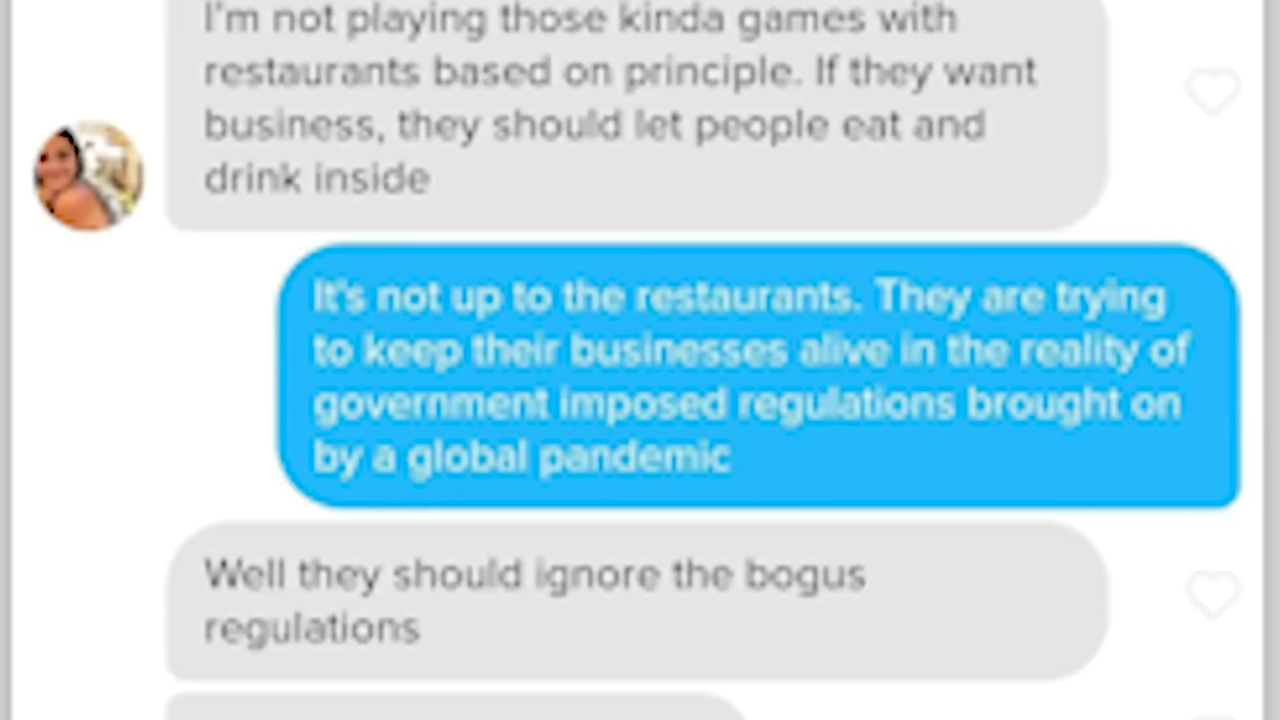 I'm not playing those kinda games with
restaurants based on principle. If they want
business, they should let people eat and
drink inside
It's not up to the restaurants. They are trying
to keep their businesses alive in the reality of
government imposed regulations brought on
by a global pandemic
Well they should ignore the bogus
regulations